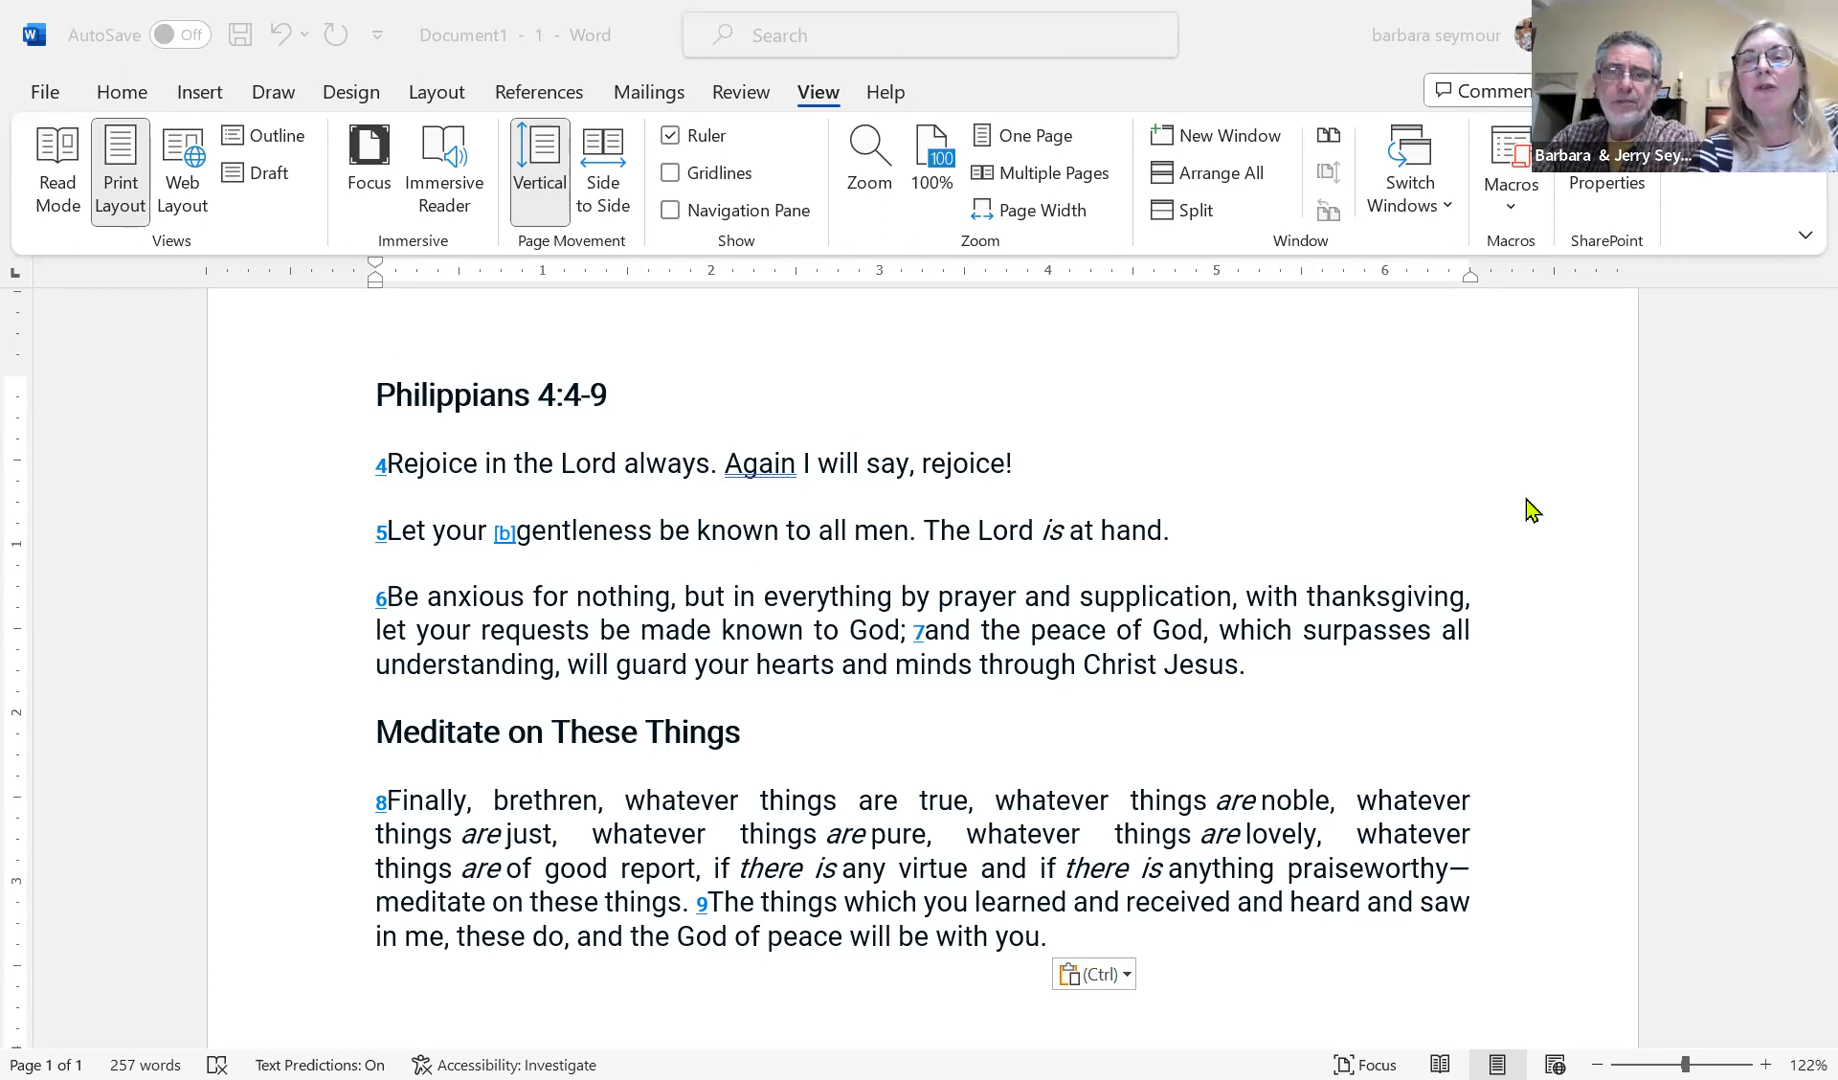 AutoSave Off Document1 - 1 - Word Search barbara seymour
File Home Insert Draw Design Layout References Mailings Review View Help Commen
Read Mode
Print Layout
Web Layout
Outline
Draft
Views
Focus
Immersive Reader
Immersive
Vertical
Side to Side
Page Movement
Ruler
Gridlines
Navigation Pane
Show
Zoom
100
100%
One Page
Multiple Pages
Page Width
Zoom
New Window
Arrange All
Split
Switch Windows
Window
Macros
Macros
Properties
SharePoint
Barbara & Jerry Sey...
1 2 3 4 5 6
Philippians 4:4-9
4Rejoice in the Lord always. Again I will say, rejoice!
5Let your [b]gentleness be known to all men. The Lord is at hand.
6Be anxious for nothing, but in everything by prayer and supplication, with thanksgiving,
let your requests be made known to God; 7and the peace of God, which surpasses all
understanding, will guard your hearts and minds through Christ Jesus.
Meditate on These Things
8Finally, brethren, whatever things are true, whatever things are noble, whatever
things are just, whatever things are pure, whatever things are lovely, whatever
things are of good report, if there is any virtue and if there is anything praiseworthy—
meditate on these things. 9The things which you learned and received and heard and saw
in me, these do, and the God of peace will be with you.
(Ctrl)
1
2
3
Page 1 of 1 257 words Text Predictions: On Accessibility: Investigate Focus 122%